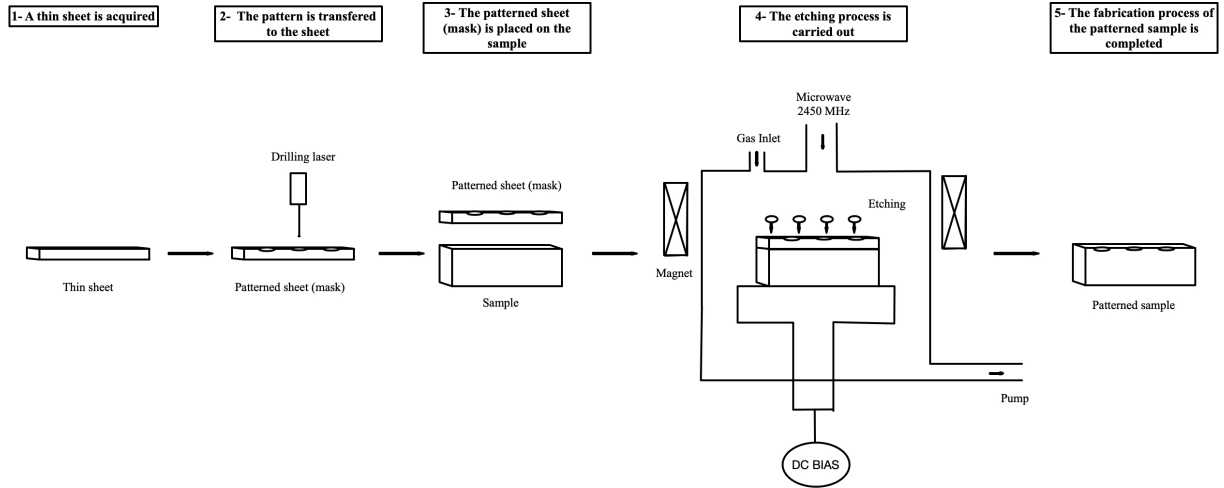 1- A thin sheet is acquired
2- The pattern is transfered
to the sheet
3- The patterned sheet
(mask) is placed on the
sample
4- The etching process is
carried out
5- The fabrication process of
the patterned sample is
completed
Microwave
2450 MHz
Gas Inlet
Drilling laser
Patterned sheet (mask)
Etching
Magnet
Thin sheet
Patterned sheet (mask)
Sample
Patterned sample
Pump
DC BIAS